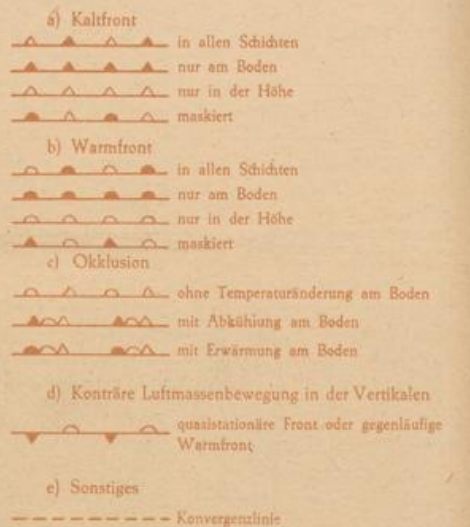 a) Kaltfront
in allen Schichten
nur am Boden
nur in der Höhe
maskiert
b) Warmfront
in allen Schichten
nur am Boden
nur in der Höhe
maskiert
c) Okklusion
ohne Temperaturänderung am Boden
mit Abkühlung am Boden
mit Erwärmung am Boden
d) Konträre Luftmassenbewegung in der Vertikalen
quasistationäre Front oder gegenläufige
Warmfront
e) Sonstiges
Konvergenzlinie